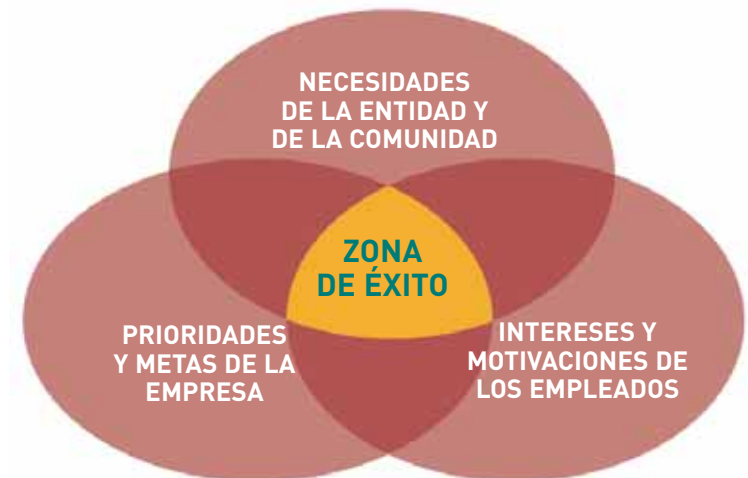 NECESIDADES
DE LA ENTIDAD Y
DE LA COMUNIDAD
ZONA
DE ÉXITO
PRIORIDADES
Y METAS DE LA
EMPRESA
INTERESES Y
MOTIVACIONES DE
LOS EMPLEADOS